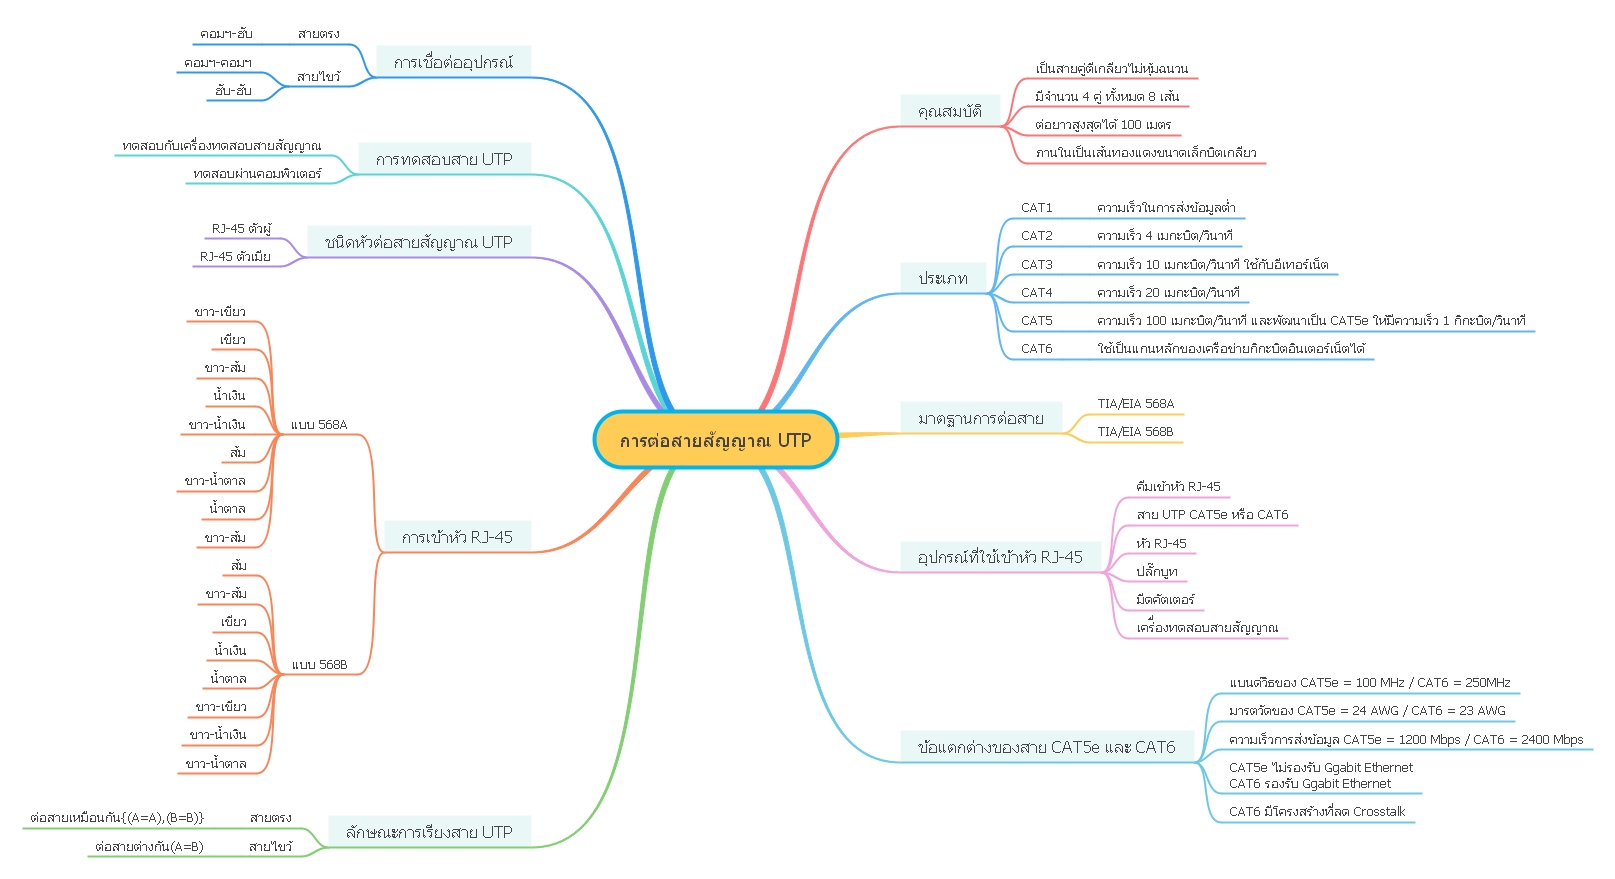 การต่อสายสัญญาณ UTP
คุณสมบัติ
เป็นสายคู่ตีเกลียวไม่หุ้มฉนวน
มีจำนวน 4 คู่ ทั้งหมด 8 เส้น
ต่อยาวสูงสุดได้ 100 เมตร
ภานในเป็นเส้นทองแดงขนาดเล็กบิตเกลียว
ประเภท
CAT1 ความเร็วในการส่งข้อมูลต่ำ
CAT2 ความเร็ว 4 เมกะบิต/วินาที
CAT3 ความเร็ว 10 เมกะบิต/วินาที ใช้กับอีเทอร์เน็ต
CAT4 ความเร็ว 20 เมกะบิต/วินาที
CAT5 ความเร็ว 100 เมกะบิต/วินาที และพัฒนาเป็น CAT5e ให้มีความเร็ว 1 กิกะบิต/วินาที
CAT6 ใช้เป็นแกนหลักของเครือข่ายกิกะบิตอินเตอร์เน็ตได้
มาตฐานการต่อสาย
TIA/EIA 568A
TIA/EIA 568B
อุปกรณ์ที่ใช้เข้าหัว RJ-45
คีมเข้าหัว RJ-45
สาย UTP CAT5e หรือ CAT6
หัว RJ-45
ปลั๊กบูท
มีดคัตเตอร์
เครื่องทดสอบสายสัญญาณ
ข้อแตกต่างของสาย CAT5e และ CAT6
แบนด์วิธของ CAT5e = 100 MHz / CAT6 = 250MHz
มารตวัดของ CAT5e = 24 AWG / CAT6 = 23 AWG
ความเร็วการส่งข้อมูล CAT5e = 1200 Mbps / CAT6 = 2400 Mbps
CAT5e ไม่รองรับ Ggabit Ethernet
CAT6 รองรับ Ggabit Ethernet
CAT6 มีโครงสร้างที่ลด Crosstalk
การเชื่อต่ออุปกรณ์
สายตรง คอมฯ-ฮับ
สายไขว้
คอมฯ-คอมฯ
ฮับ-ฮับ
การทดสอบสาย UTP
ทดสอบกับเครื่องทดสอบสายสัญญาณ
ทดสอบผ่านคอมพิวเตอร์
ชนิดหัวต่อสายสัญญาณ UTP
RJ-45 ตัวผู้
RJ-45 ตัวเมีย
การเข้าหัว RJ-45
แบบ 568A
ขาว-เขียว
เขียว
ขาว-ส้ม
น้ำเงิน
ขาว-น้ำเงิน
ส้ม
ขาว-น้ำตาล
น้ำตาล
ขาว-ส้ม
แบบ 568B
ส้ม
ขาว-ส้ม
เขียว
น้ำเงิน
น้ำตาล
ขาว-เขียว
ขาว-น้ำเงิน
ขาว-น้ำตาล
ลักษณะการเรียงสาย UTP
สายตรง ต่อสายเหมือนกัน{(A=A),(B=B)}
สายไขว้ ต่อสายต่างกัน(A=B)